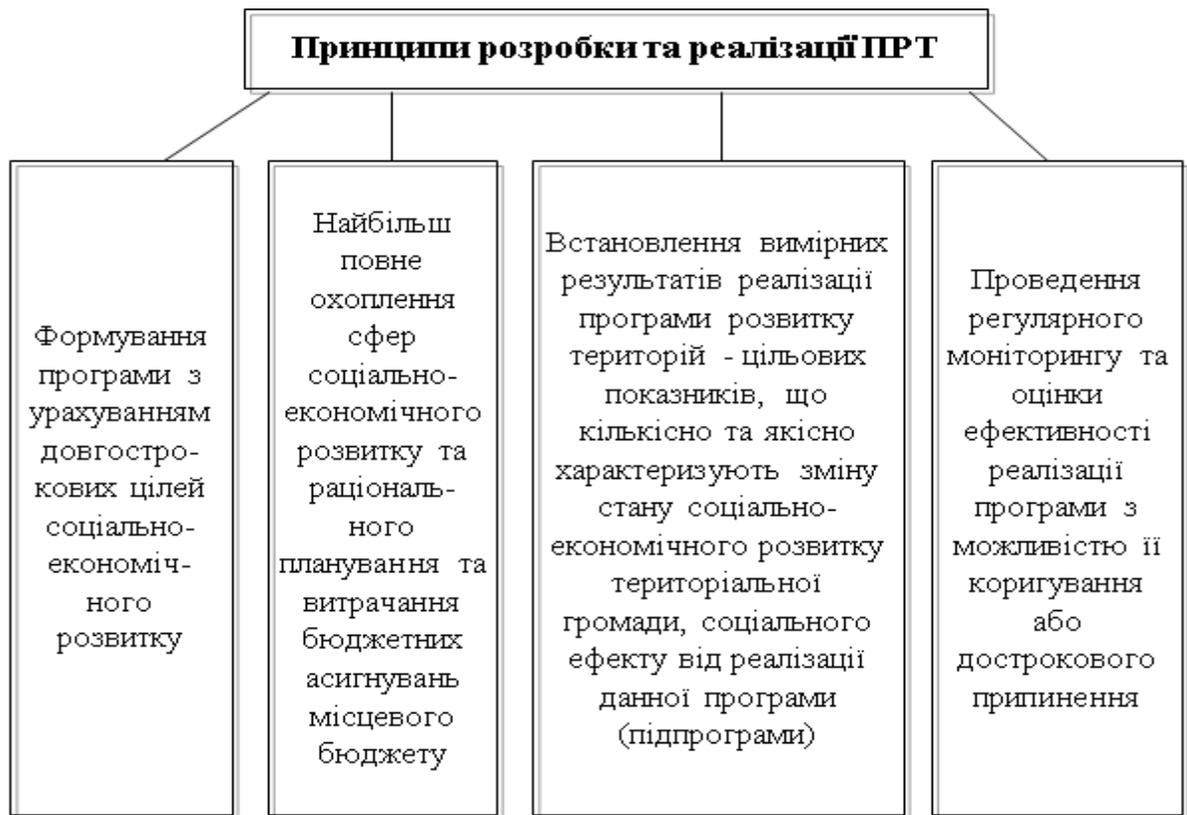 Принципи розробки та реалізації ПРТ
Формування
програми з
урахуванням
довгостро-
кових цілей
соціально-
економіч-
ного
розвитку
Найбільш
повне
охоплення
сфер
соціально-
економічного
розвитку та
раціональ-
ного
планування та
витрачання
бюджетних
асигнувань
місцевого
бюджету
Встановлення вимірних
результатів реалізації
програми розвитку
територій - цільових
показників, що
кількісно та якісно
характеризують зміну
стану соціально-
економічного розвитку
територіальної
громади, соціального
ефекту від реалізації
данної програми
(підпрограми)
Проведення
регулярного
моніторингу та
оцінки
ефективності
реалізації
програми з
можливістю її
коригування
або
дострокового
припинення